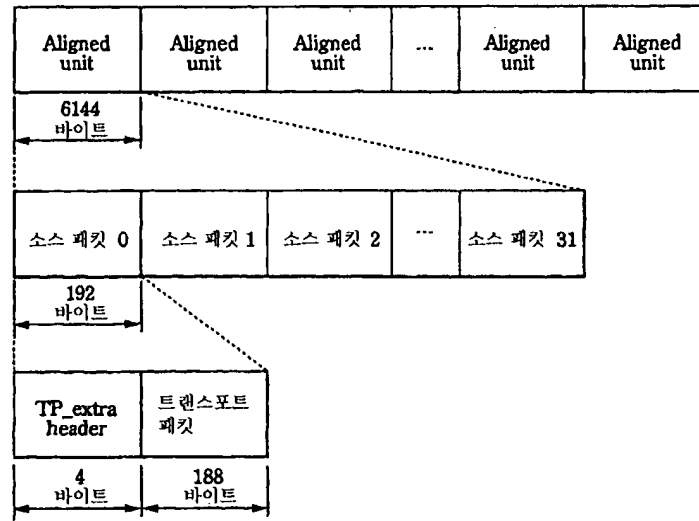 Aligned unit
Aligned unit
Aligned unit
...
Aligned unit
Aligned unit
6144
바이트
소스 패킷 0
소스 패킷 1
소스 패킷 2
...
소스 패킷 31
192
바이트
TP_extra
header
트랜스포트
패킷
4
바이트
188
바이트